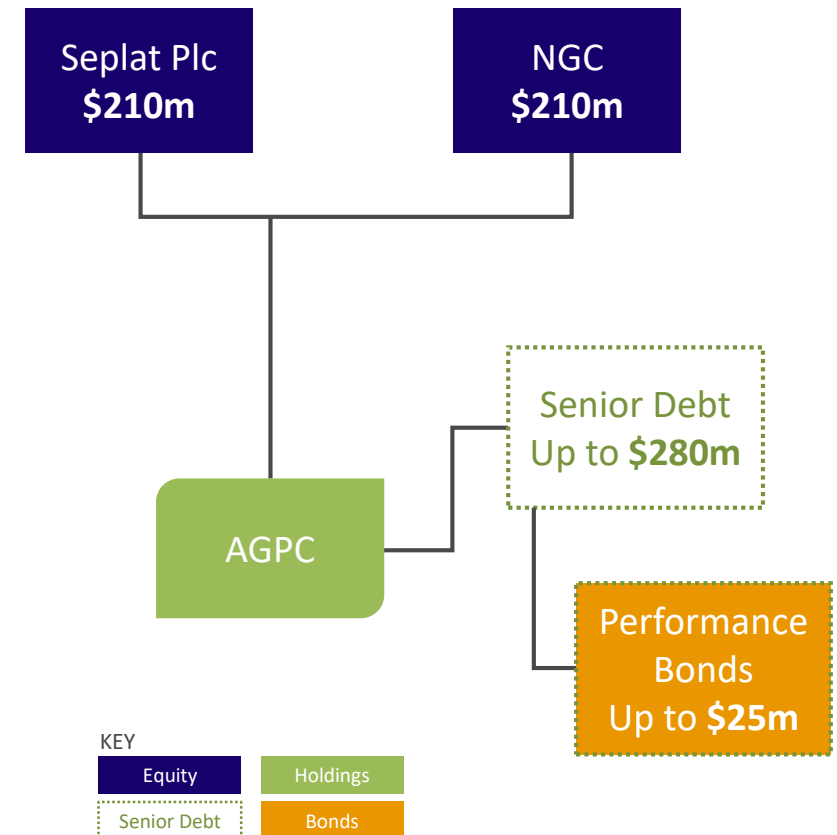 Seplat Plc
$210m
NGC
$210m
Senior Debt
Up to $280m
AGPC
Performance
Bonds
Up to $25m
KEY
Equity
Holdings
Senior Debt
Bonds